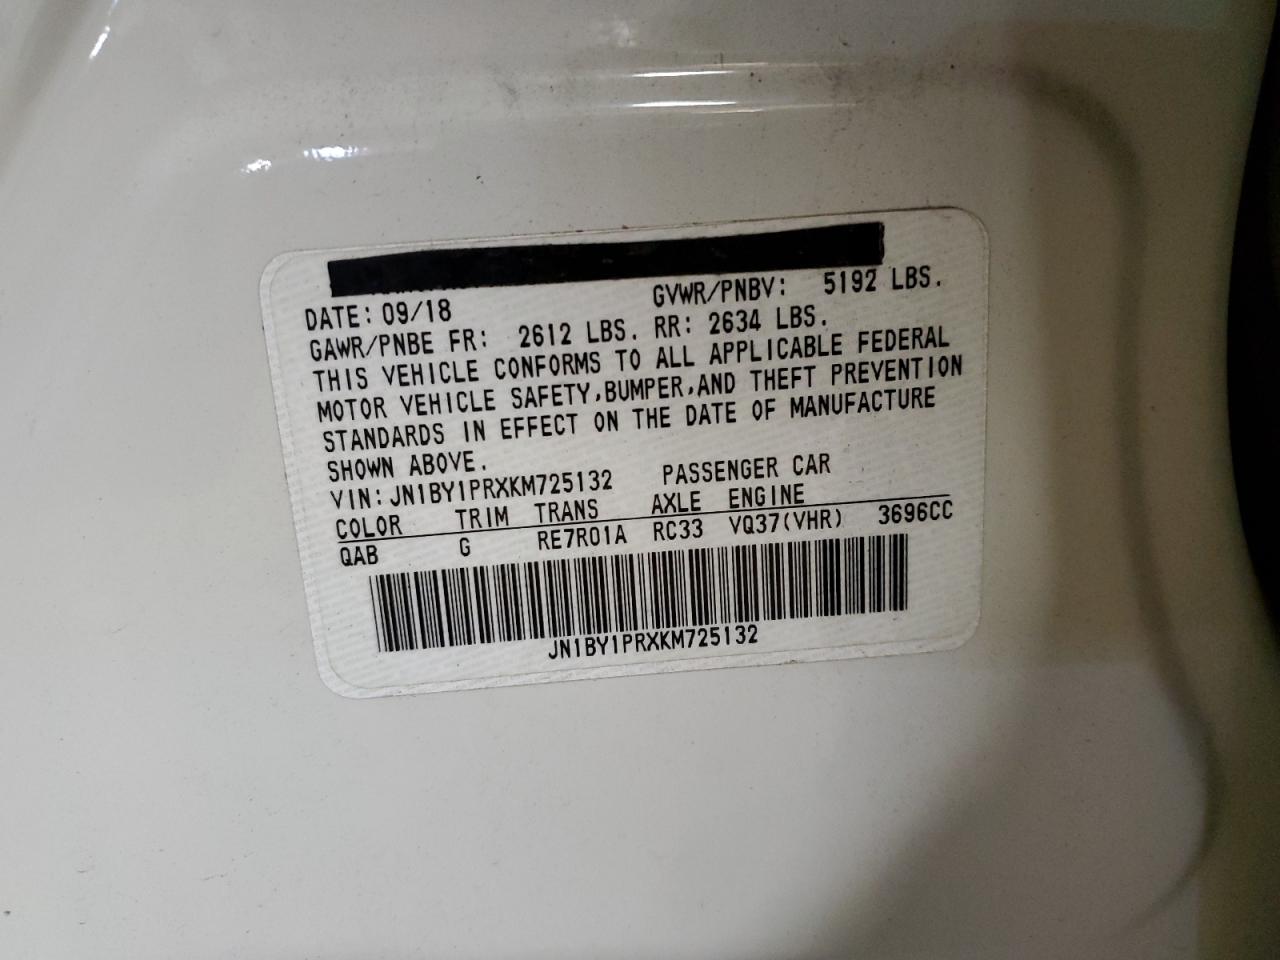 DATE: 09/18 GVWR/PNBV: 5192 LBS.
GAWR/PNBE FR: 2612 LBS. RR: 2634 LBS.
THIS VEHICLE CONFORMS TO ALL APPLICABLE FEDERAL
MOTOR VEHICLE SAFETY,BUMPER,AND THEFT PREVENTION
STANDARDS IN EFFECT ON THE DATE OF MANUFACTURE
SHOWN ABOVE.
VIN: JN1BY1PRXKM725132 PASSENGER CAR
COLOR TRIM TRANS AXLE ENGINE
QAB G RE7R01A RC33 VQ37(VHR) 3696CC
JN1BY1PRXKM725132